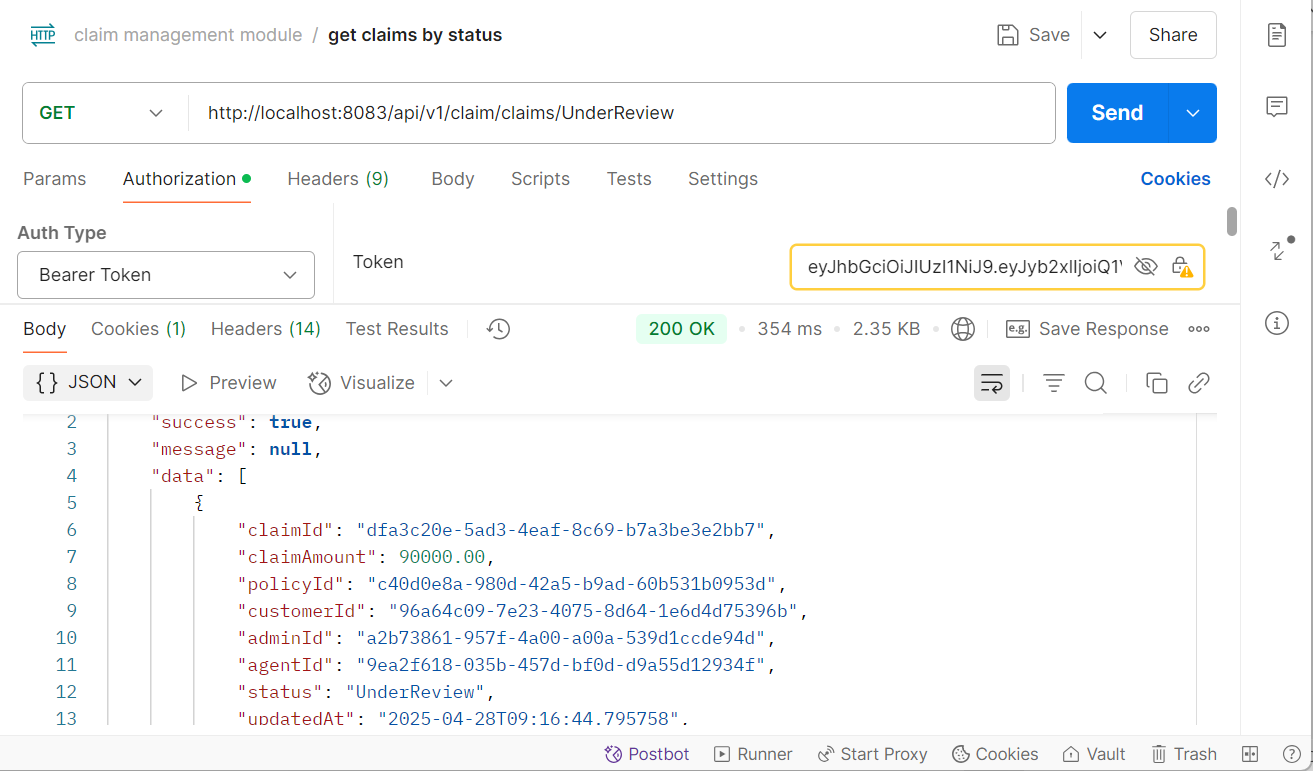 HTTP claim management module / get claims by status Save Share
GET http://localhost:8083/api/v1/claim/claims/UnderReview Send
Params Authorization Headers (9) Body Scripts Tests Settings Cookies
Auth Type
Bearer Token
Token
eyJhbGciOiJIUzI1NiJ9.eyJyb2xlIjoiQ1
Body Cookies (1) Headers (14) Test Results 200 OK • 354 ms • 2.35 KB • e.g. Save Response
{} JSON Preview Visualize
2 "success": true,
3 "message": null,
4 "data": [
5 {
6 "claimId": "dfa3c20e-5ad3-4eaf-8c69-b7a3be3e2bb7",
7 "claimAmount": 90000.00,
8 "policyId": "c40d0e8a-980d-42a5-b9ad-60b531b0953d",
9 "customerId": "96a64c09-7e23-4075-8d64-1e6d4d75396b",
10 "adminId": "a2b73861-957f-4a00-a00a-539d1ccde94d",
11 "agentId": "9ea2f618-035b-457d-bf0d-d9a55d12934f",
12 "status": "UnderReview",
13 "updatedAt": "2025-04-28T09:16:44.795758",
Postbot Runner Start Proxy Cookies Vault Trash